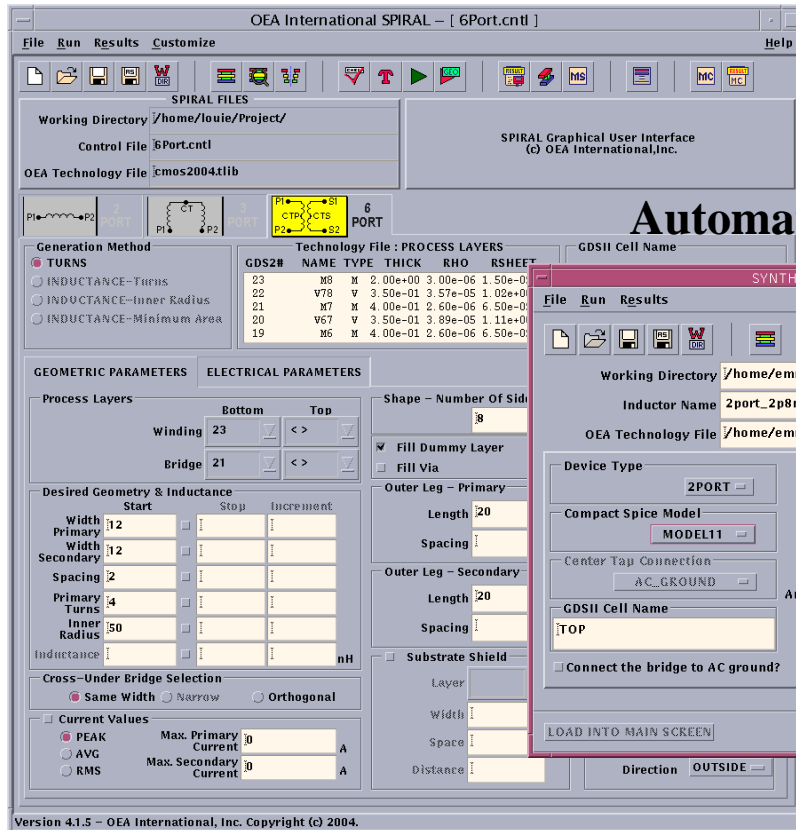 OEA International SPIRAL – [ 6Port.cntl ]
File Run Results Customize Help
AS W DIR T GEO RESULT MS MC RESULT MC
SPIRAL FILES
Working Directory /home/louie/Project/
Control File 6Port.cntl
OEA Technology File cmos2004.tlib
SPIRAL Graphical User Interface
(c) OEA International,Inc.
P1 P2 2 PORT CT P1 P2 3 PORT P1 S1 CTP CTS P2 S2 6 PORT
Automa
Generation Method
TURNS
INDUCTANCE-Turns
INDUCTANCE-Inner Radius
INDUCTANCE-Minimum Area
Technology File : PROCESS LAYERS
GDS2# NAME TYPE THICK RHO RSHEET
23 M8 M 2.00e+00 3.00e-06 1.50e-0
22 V78 V 3.50e-01 3.57e-05 1.02e+0
21 M7 M 4.00e-01 2.60e-06 6.50e-0
20 V67 V 3.50e-01 3.89e-05 1.11e+0
19 M6 M 4.00e-01 2.60e-06 6.50e-0
GDSII Cell Name
GEOMETRIC PARAMETERS ELECTRICAL PARAMETERS
Process Layers
Bottom Top
Winding 23 < >
Bridge 21 < >
Shape – Number Of Side
8
Fill Dummy Layer
Fill Via
Desired Geometry & Inductance
Start Stop Increment
Width Primary 12
Width Secondary 12
Spacing 2
Primary Turns 4
Inner Radius 50
Inductance nH
Outer Leg – Primary
Length 20
Spacing
Outer Leg – Secondary
Length 20
Spacing
Cross-Under Bridge Selection
Same Width Narrow Orthogonal
Substrate Shield
Layer
Width
Space
Distance
Current Values
PEAK
AVG
RMS
Max. Primary Current 0 A
Max. Secondary Current 0 A
SYNTH
File Run Results
AS W DIR
Working Directory /home/em
Inductor Name 2port_2p8
OEA Technology File /home/em
Device Type
2PORT
Compact Spice Model
MODEL11
Center Tap Connection
AC_GROUND
GDSII Cell Name
TOP
Connect the bridge to AC ground?
LOAD INTO MAIN SCREEN
Direction OUTSIDE
Version 4.1.5 – OEA International, Inc. Copyright (c) 2004.